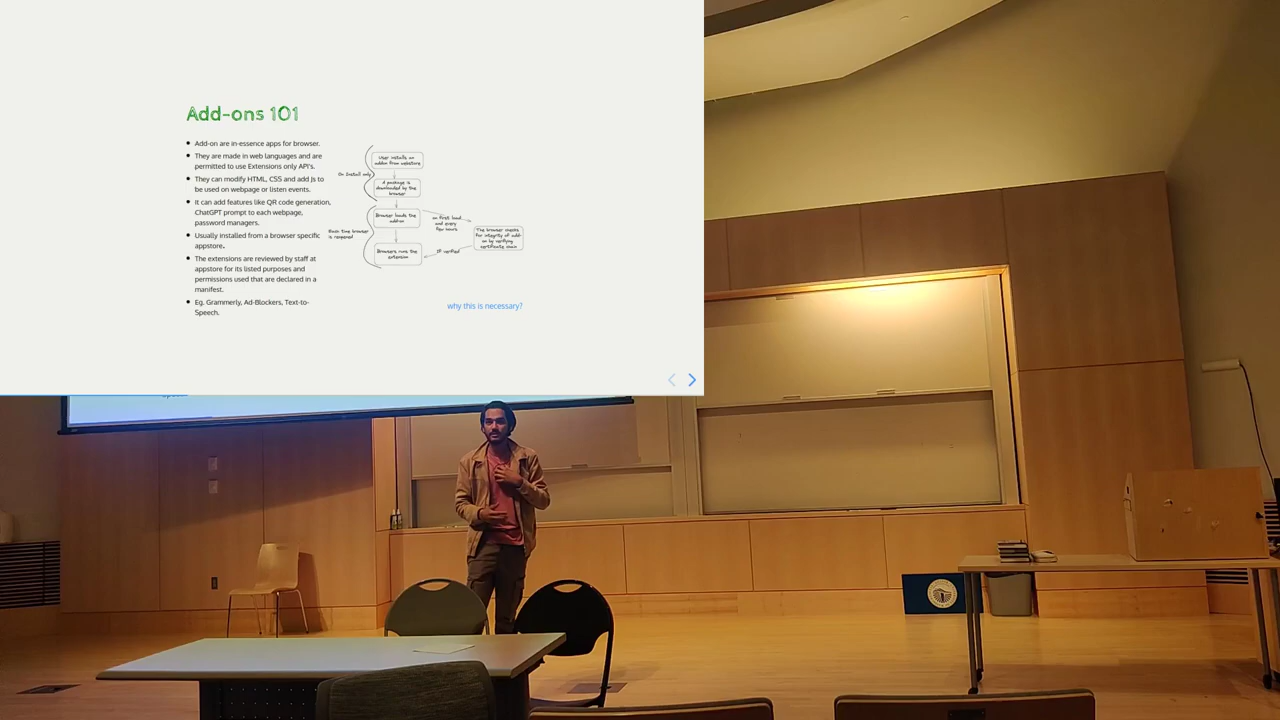 Add-ons 101
Add-on are in-essence apps for browser.
They are made in web languages and are
permitted to use Extensions only API's.
They can modify HTML, CSS and add Js to
be used on webpage or listen events.
It can add features like QR code generation,
ChatGPT prompt to each webpage,
password managers.
Usually installed from a browser specific
appstore.
The extensions are reviewed by staff at
appstore for its listed purposes and
permissions used that are declared in a
manifest.
Eg. Grammerly, Ad-Blockers, Text-to-
Speech.
On Install only
User installs an
addon from webstore
A package is
downloaded by the
browser
Each time browser
is reopened
Browser loads the
add-on
on first load
and every
few hours
The browser checks
for integrity of add-
on by verifying
certificate chain
If verified
Browsers runs the
extension
why this is necessary?